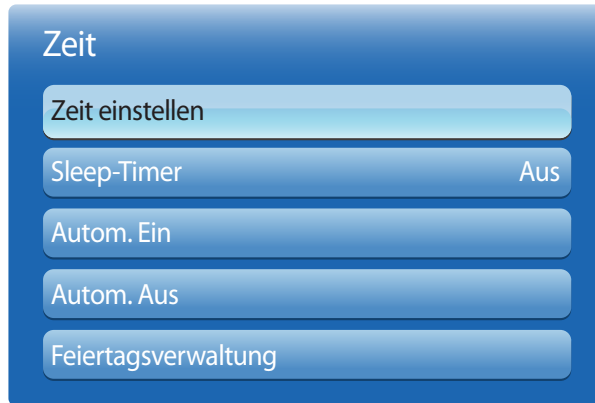 Zeit
Zeit einstellen
Sleep-Timer Aus
Autom. Ein
Autom. Aus
Feiertagsverwaltung